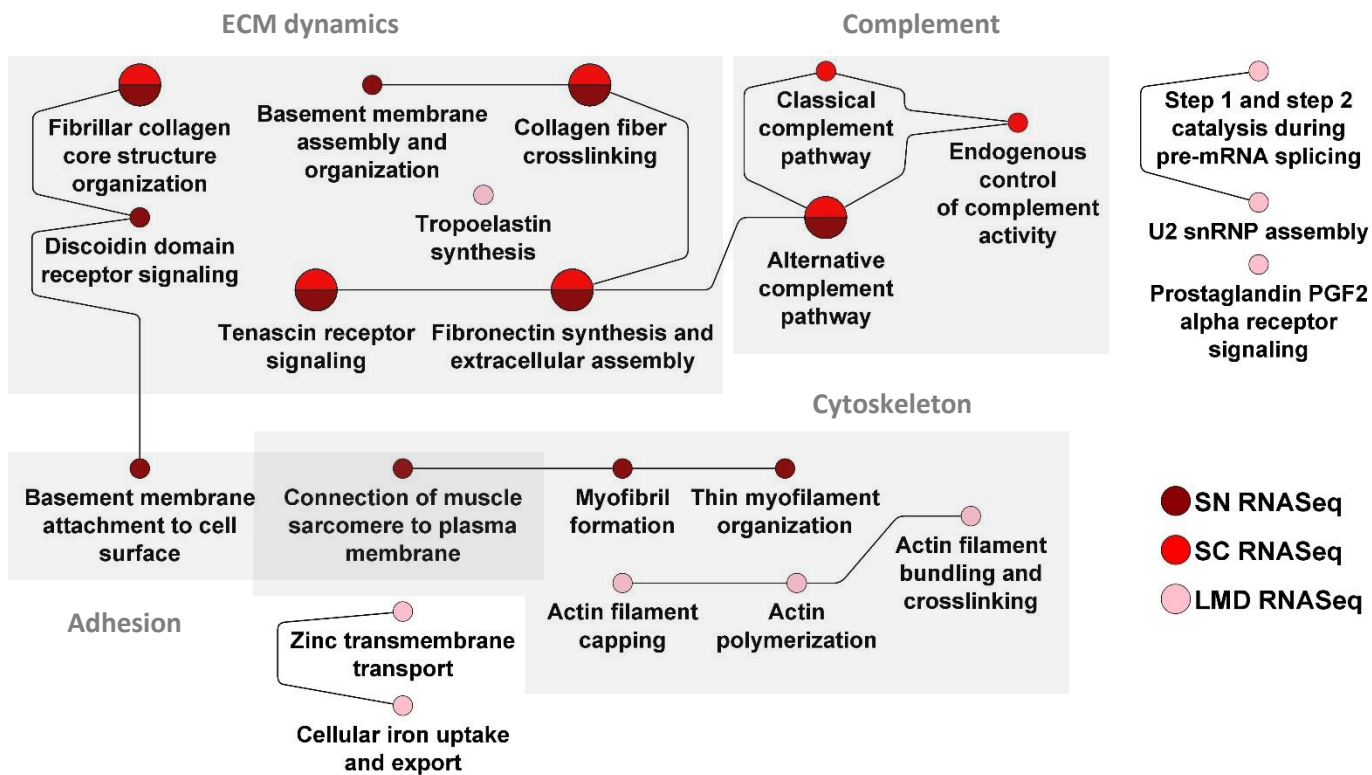 ECM dynamics
Complement
Fibrillar collagen
core structure
organization
Basement membrane
assembly and
organization
Collagen fiber
crosslinking
Tropoelastin
synthesis
Discoidin domain
receptor signaling
Tenascin receptor
signaling
Fibronectin synthesis and
extracellular assembly
Classical
complement
pathway
Endogenous
control
of complement
activity
Alternative
complement
pathway
Step 1 and step 2
catalysis during
pre-mRNA splicing
U2 snRNP assembly
Prostaglandin PGF2
alpha receptor
signaling
Cytoskeleton
Basement membrane
attachment to cell
surface
Connection of muscle
sarcomere to plasma
membrane
Myofibril
formation
Thin myofilament
organization
Actin filament
bundling and
crosslinking
Actin filament
capping
Actin
polymerization
Adhesion
Zinc transmembrane
transport
Cellular iron uptake
and export
SN RNASeq
SC RNASeq
LMD RNASeq